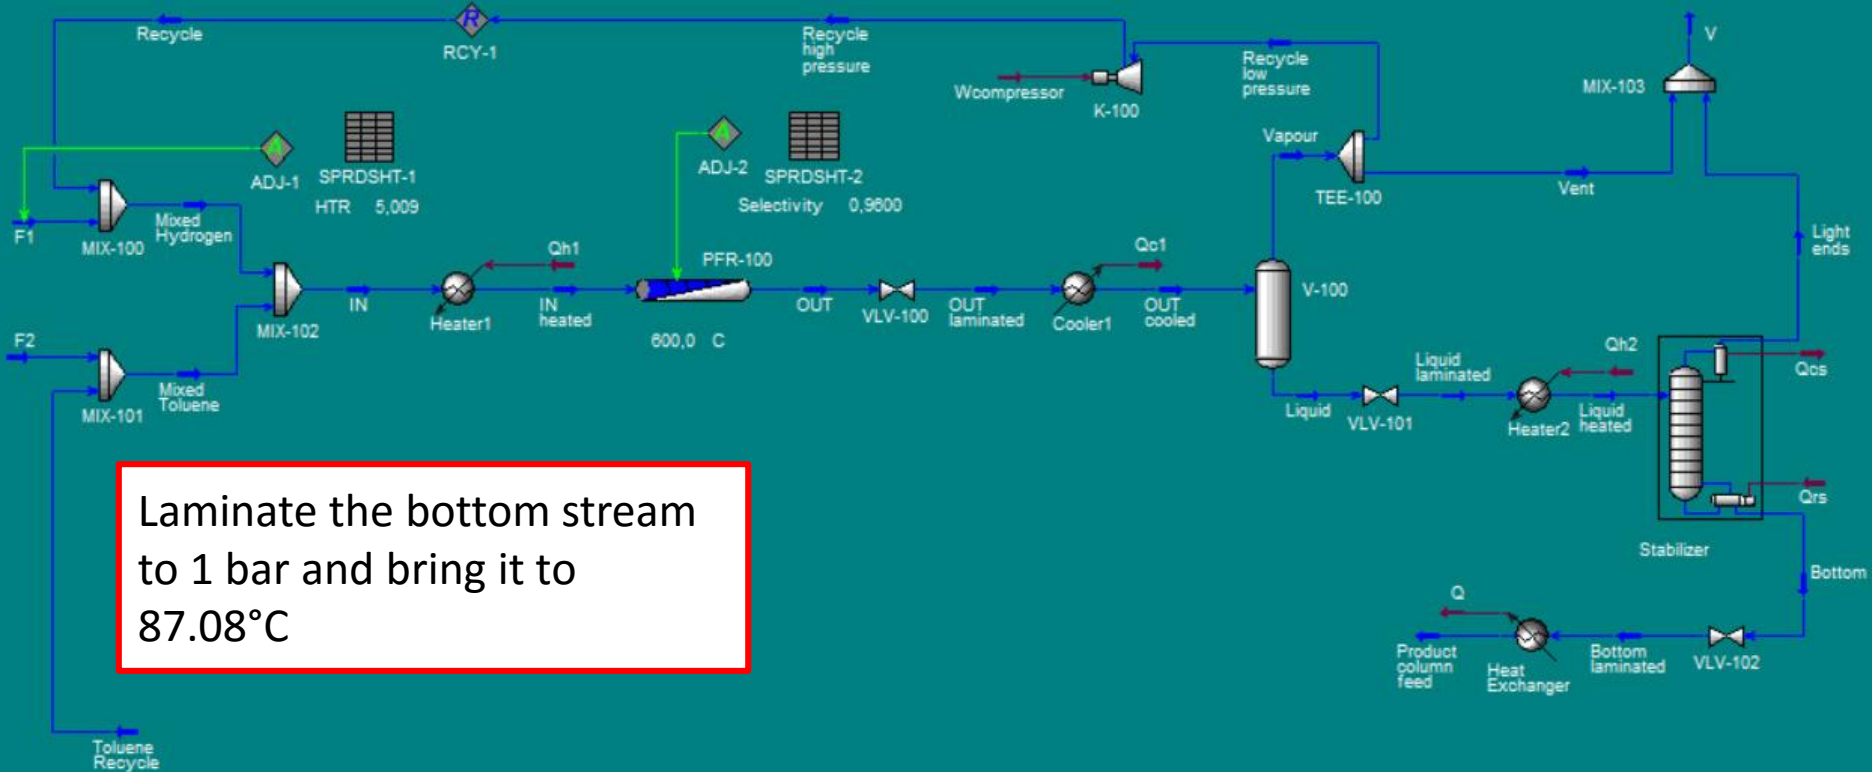 Recycle
RCY-1
Recycle
high
pressure
Recycle
low
pressure
V
Wcompressor
K-100
MIX-103
ADJ-1
SPRDSHT-1
HTR 5,009
ADJ-2
SPRDSHT-2
Selectivity 0,9600
Vapour
TEE-100
Vent
F1
MIX-100
Mixed
Hydrogen
Qh1
PFR-100
Qc1
V-100
Light
ends
MIX-102
IN
Heater1
IN
heated
600,0 C
OUT
VLV-100
OUT
laminated
Cooler1
OUT
cooled
F2
MIX-101
Mixed
Toluene
Liquid
VLV-101
Liquid
laminated
Qh2
Heater2
Liquid
heated
Qcs
Qrs
Stabilizer
Bottom
Laminate the bottom stream
to 1 bar and bring it to
87.08°C
Q
Product
column
feed
Heat
Exchanger
Bottom
laminated
VLV-102
Toluene
Recycle
R
A
A